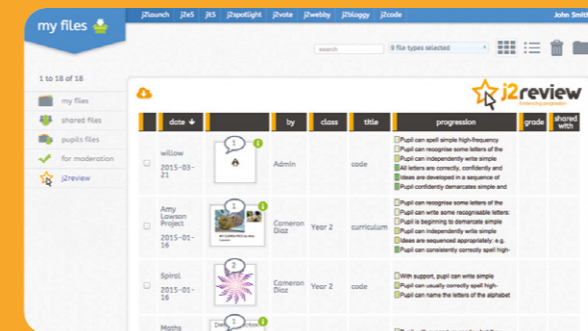 my files
j2launch j2e5 jit5 j2spotlight j2vote j2webby j2bloggy j2code John Smith
search
9 file types selected
1 to 18 of 18
my files
shared files
pupils files
for moderation
j2review
j2review
Evidencing progression
date by class title progression grade shared with
willow
2015-03-21
1
Admin
code
Pupil can spell simple high-frequency
Pupil can recognise some letters of the
Pupil can independently write simple
All letters are correctly, confidently and
Ideas are developed in a sequence of
Pupil confidently demarcates simple and
Amy Lawson Project
2015-01-16
1
Cameron Diaz
Year 2
curriculum
Pupil can recognise some letters of the
Pupil can write some recognisable letters:
Pupil is beginning to demarcate simple
Pupil can independently write simple
Ideas are sequenced appropriately: e.g.
Pupil can consistently correctly spell high-
Spiral
2015-01-16
2
Cameron Diaz
Year 2
code
With support, pupil can write simple
Pupil can usually correctly spell high-
Pupil can name the letters of the alphabet
Maths
1